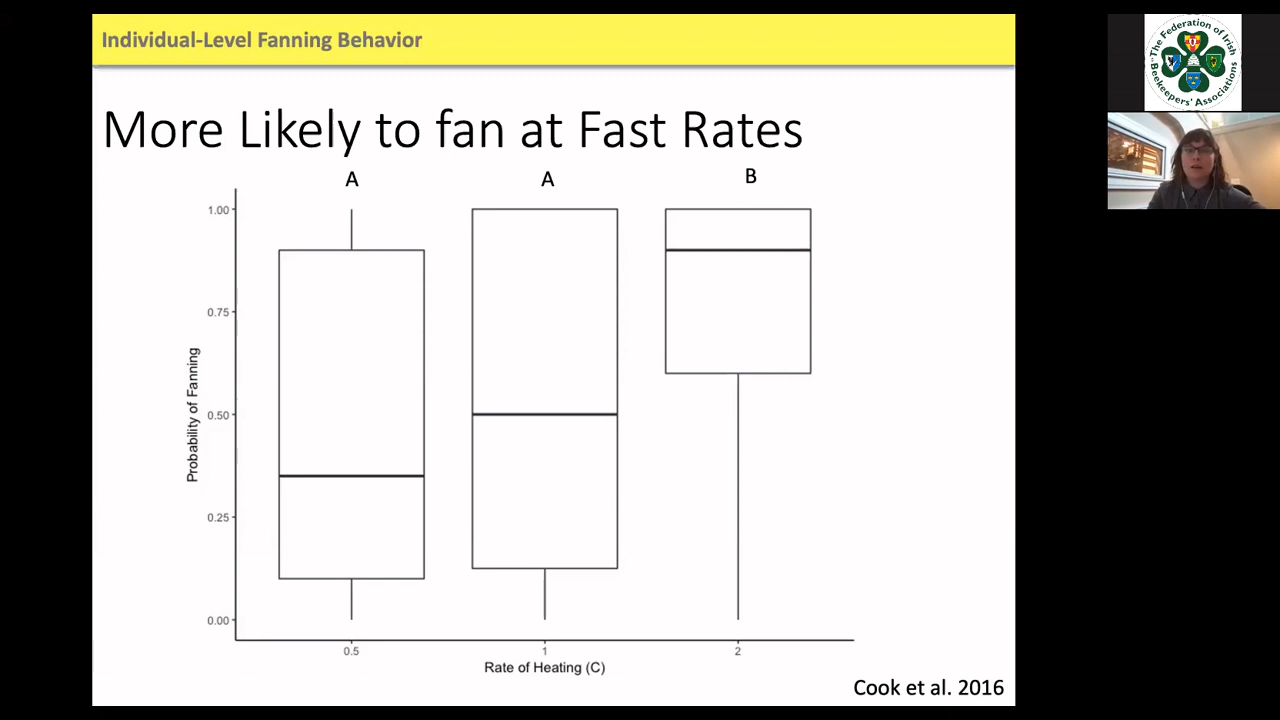 Individual-Level Fanning Behavior
More Likely to fan at Fast Rates
A
A
B
1.00
0.75
0.50
0.25
0.00
Probability of Fanning
0.5
1
2
Rate of Heating (C)
Cook et al. 2016
The Federation of Irish
Beekeepers' Associations